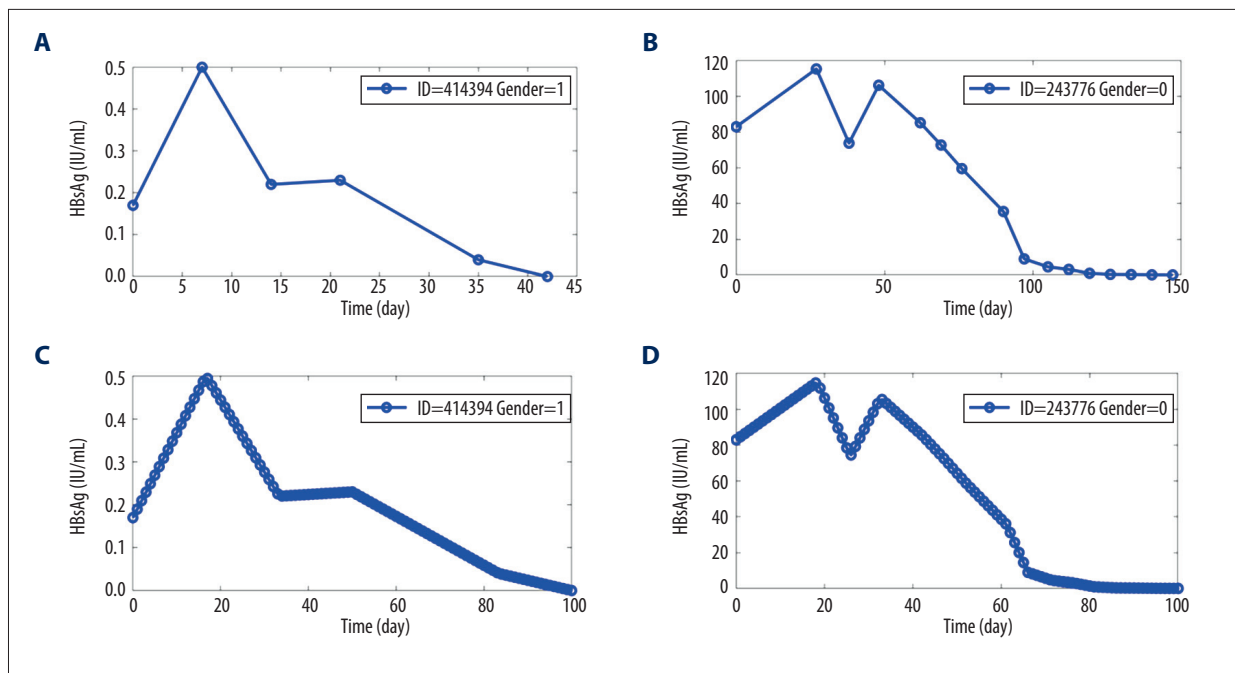 A
HBsAg (IU/mL)
0.5
0.4
0.3
0.2
0.1
0.0
ID=414394 Gender=1
0 5 10 15 20 25 30 35 40 45
Time (day)
B
HBsAg (IU/mL)
120
100
80
60
40
20
0
ID=243776 Gender=0
0 50 100 150
Time (day)
C
HBsAg (IU/mL)
0.5
0.4
0.3
0.2
0.1
0.0
ID=414394 Gender=1
0 20 40 60 80 100
Time (day)
D
HBsAg (IU/mL)
120
100
80
60
40
20
0
ID=243776 Gender=0
0 20 40 60 80 100
Time (day)